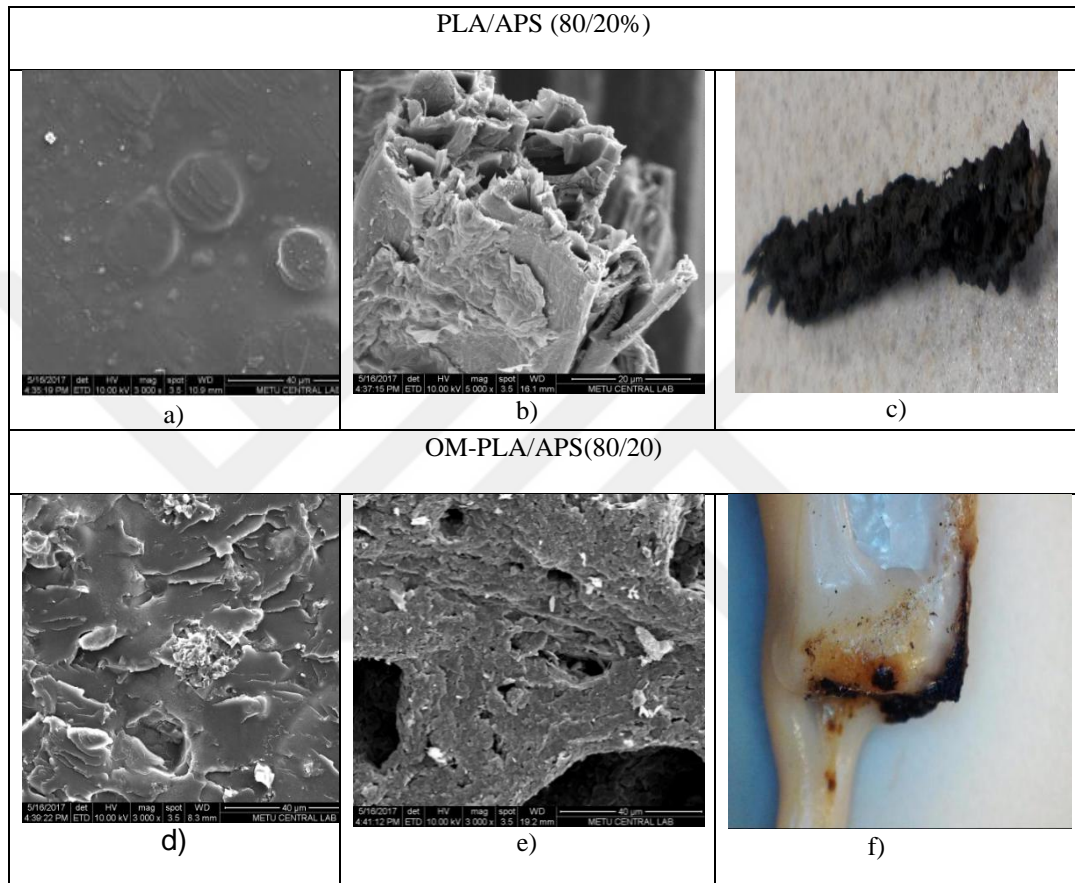 PLA/APS (80/20%)
5/16/2017 det HV mag spot WD 40 µm
4:35:19 PM ETD 10.00 kV 3 000 x 3.5 10.9 mm METU CENTRAL LAB
a)
5/16/2017 det HV mag spot WD 20 µm
4:37:15 PM ETD 10.00 kV 5 000 x 3.5 16.1 mm METU CENTRAL LAB
b)
c)
OM-PLA/APS(80/20)
5/16/2017 det HV mag spot WD 40 µm
4:39:22 PM ETD 10.00 kV 3 000 x 3.5 8.3 mm METU CENTRAL LAB
d)
5/16/2017 det HV mag spot WD 40 µm
4:41:12 PM ETD 10.00 kV 3 000 x 3.5 19.2 mm METU CENTRAL LAB
e)
f)